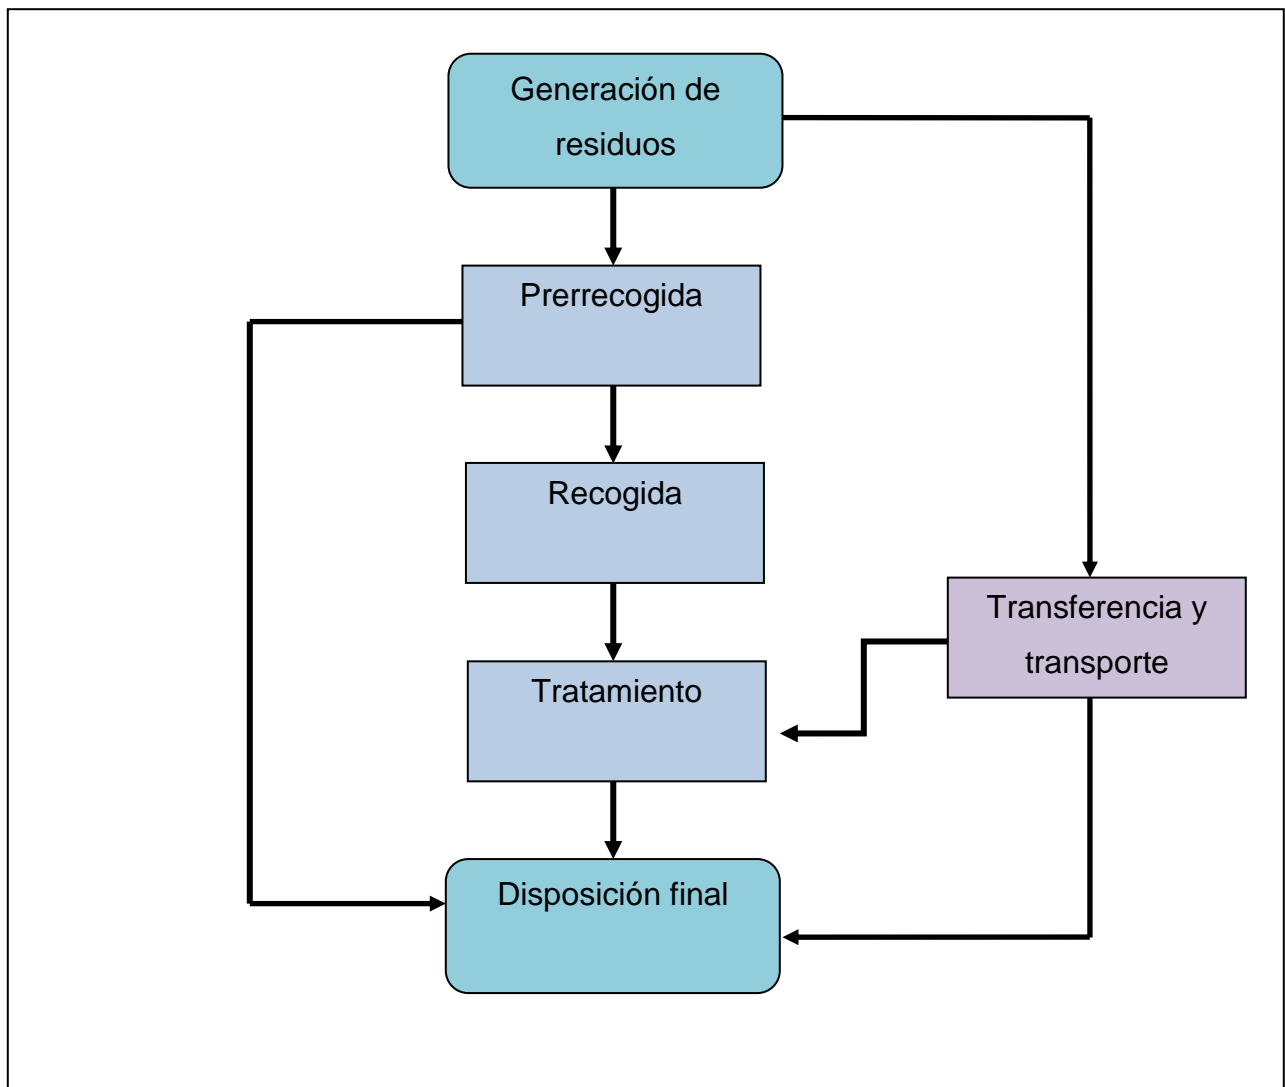 Generación de
residuos
Prerrecogida
Recogida
Transferencia y
transporte
Tratamiento
Disposición final